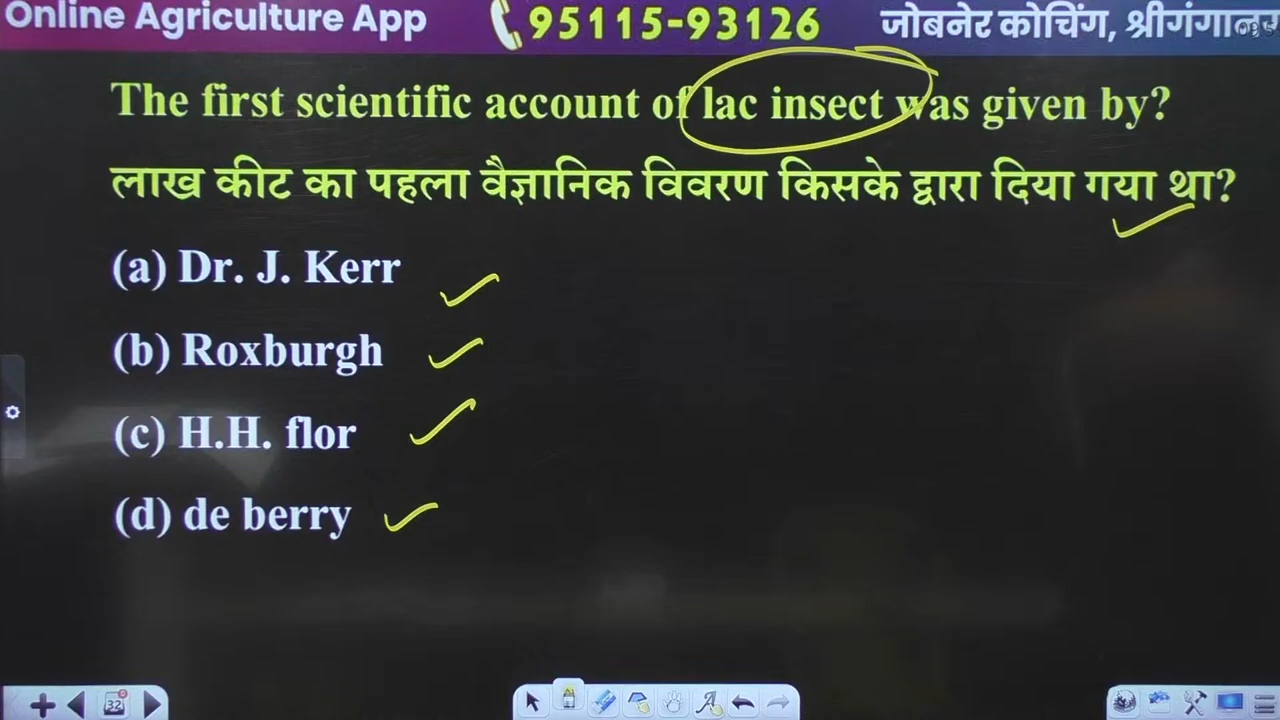 Online Agriculture App 95115-93126 जोबनेर कोचिंग,
The first scientific account of lac insect was given by?
लाख कीट का पहला वैज्ञानिक विवरण किसके द्वारा दिया गया था?
(a) Dr. J. Kerr
(b) Roxburgh
(c) H.H. flor
(d) de berry
32